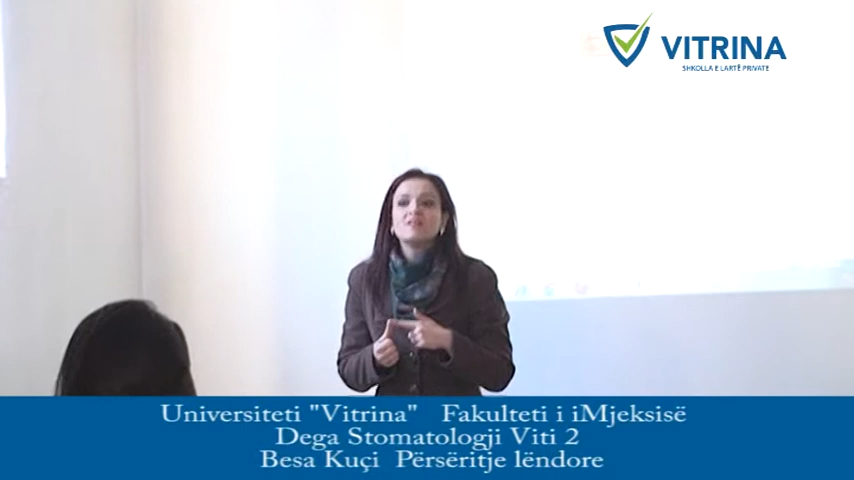 VITRINA
SHKOLLA E LARTË PRIVATE
Universiteti "Vitrina" Fakulteti i iMjeksisë
Dega Stomatologji Viti 2
Besa Kuçi Përsëritje lëndore